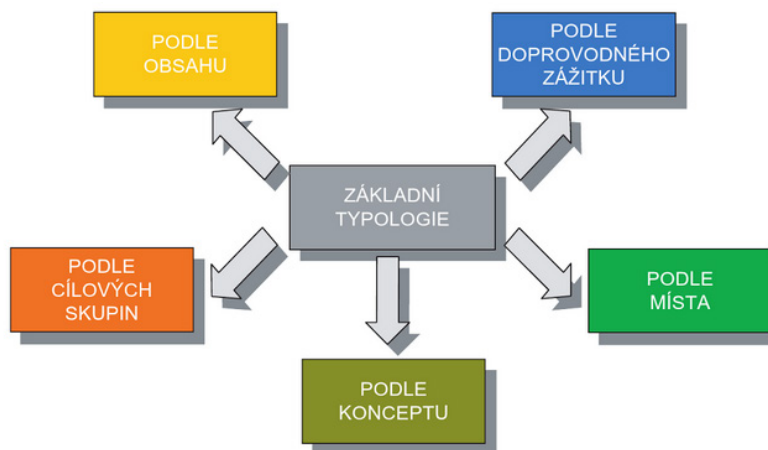 PODLE
OBSAHU
PODLE
DOPROVODNÉHO
ZÁŽITKU
ZÁKLADNÍ
TYPOLOGIE
PODLE
CÍLOVÝCH
SKUPIN
PODLE
MÍSTA
PODLE
KONCEPTU